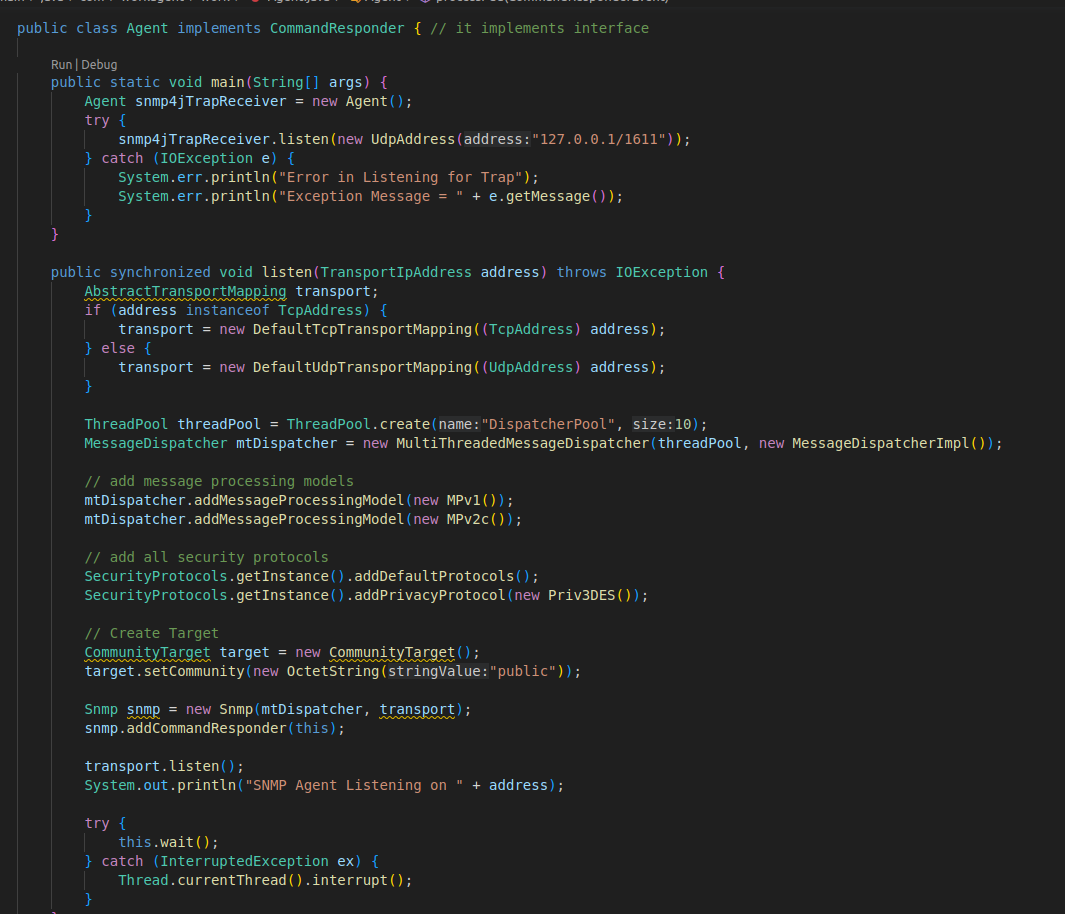 public class Agent implements CommandResponder { // it implements interface
Run | Debug
public static void main(String[] args) {
Agent snmp4jTrapReceiver = new Agent();
try {
snmp4jTrapReceiver.listen(new UdpAddress(address:"127.0.0.1/1611"));
} catch (IOException e) {
System.err.println("Error in Listening for Trap");
System.err.println("Exception Message = " + e.getMessage());
}
}
public synchronized void listen(TransportIpAddress address) throws IOException {
AbstractTransportMapping transport;
if (address instanceof TcpAddress) {
transport = new DefaultTcpTransportMapping((TcpAddress) address);
} else {
transport = new DefaultUdpTransportMapping((UdpAddress) address);
}
ThreadPool threadPool = ThreadPool.create(name:"DispatcherPool", size:10);
MessageDispatcher mtDispatcher = new MultiThreadedMessageDispatcher(threadPool, new MessageDispatcherImpl());
// add message processing models
mtDispatcher.addMessageProcessingModel(new MPv1());
mtDispatcher.addMessageProcessingModel(new MPv2c());
// add all security protocols
SecurityProtocols.getInstance().addDefaultProtocols();
SecurityProtocols.getInstance().addPrivacyProtocol(new Priv3DES());
// Create Target
CommunityTarget target = new CommunityTarget();
target.setCommunity(new OctetString(stringValue:"public"));
Snmp snmp = new Snmp(mtDispatcher, transport);
snmp.addCommandResponder(this);
transport.listen();
System.out.println("SNMP Agent Listening on " + address);
try {
this.wait();
} catch (InterruptedException ex) {
Thread.currentThread().interrupt();
}